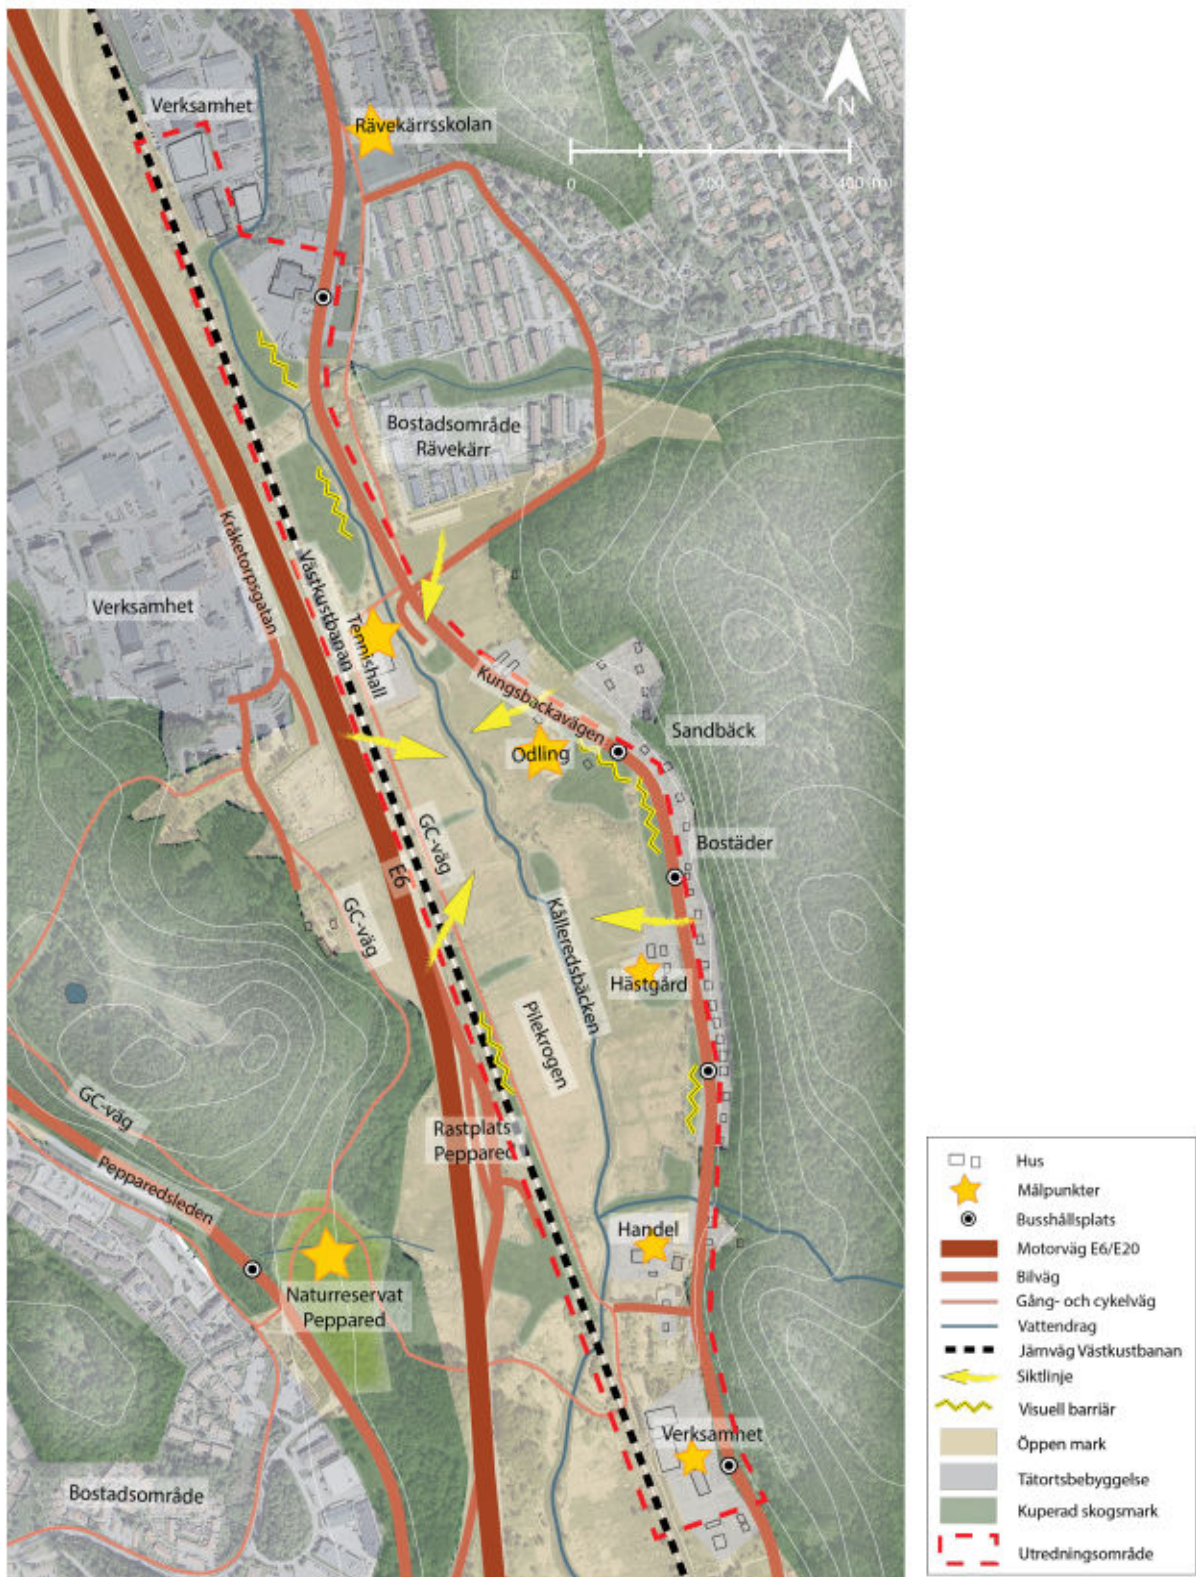 Verksamhet
Rävekärrsskolan
N
0
200
400 (m)
Bostadsområde
Rävekärr
Kråketorpsgatan
Västkustbanan
Tennishall
Verksamhet
Kungsbackavägen
Sandbäck
Odling
Bostäder
GC-väg
E6
GC-väg
Kålleredsbäcken
Hästgård
Pilekrogen
GC-väg
Rastplats
Peppared
Pepparedsleden
Handel
Naturreservat
Peppared
Verksamhet
Bostadsområde
Hus
Målpunkter
Busshållsplats
Motorväg E6/E20
Bilväg
Gång- och cykelväg
Vattendrag
Järnväg Västkustbanan
Siktlinje
Visuell barriär
Öppen mark
Tätortsbebyggelse
Kuperad skogsmark
Utredningsområde